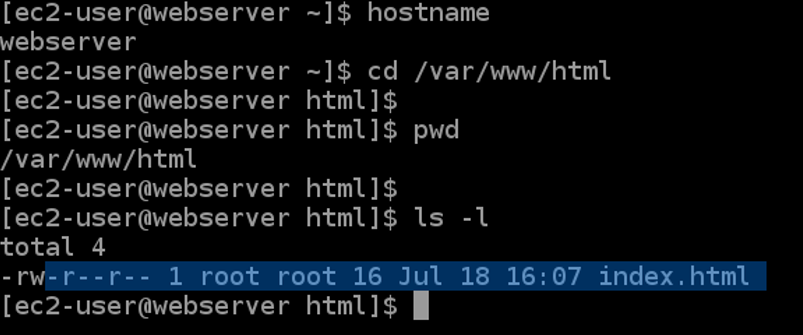 [ec2-user@webserver ~]$ hostname
webserver
[ec2-user@webserver ~]$ cd /var/www/html
[ec2-user@webserver html]$
[ec2-user@webserver html]$ pwd
/var/www/html
[ec2-user@webserver html]$
[ec2-user@webserver html]$ ls -l
total 4
-rw-r--r-- 1 root root 16 Jul 18 16:07 index.html
[ec2-user@webserver html]$